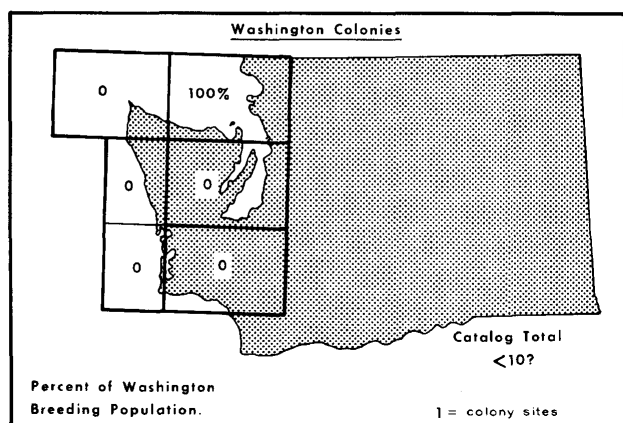 Washington Colonies
0
100%
0
0
0
0
Catalog Total
<10?
Percent of Washington
Breeding Population.
1 = colony sites